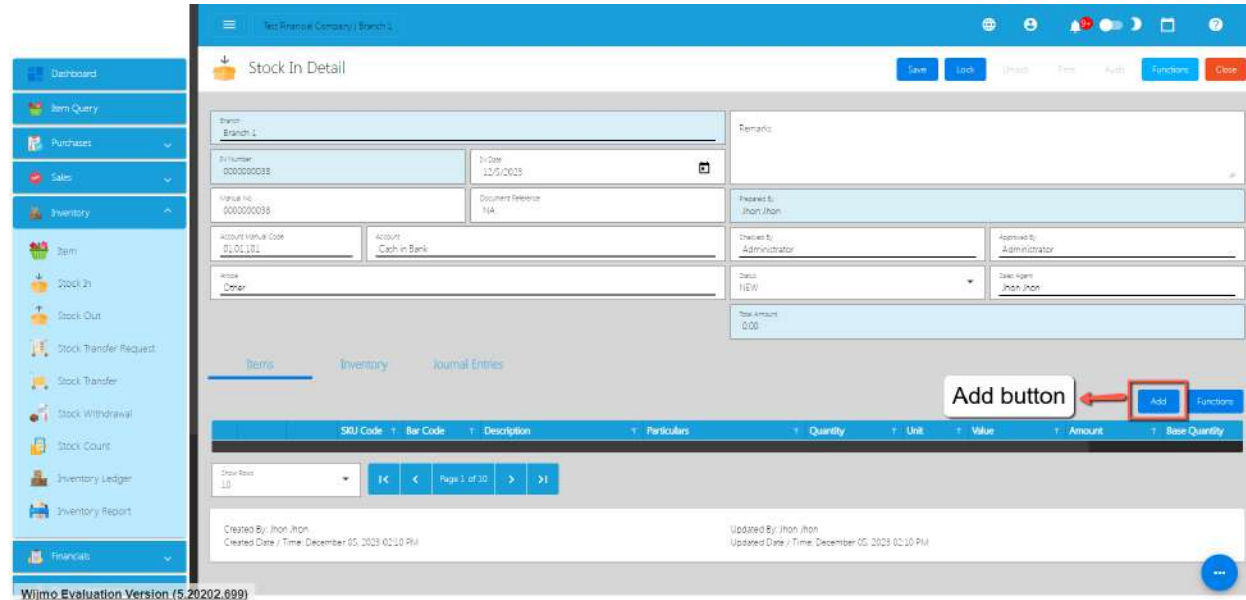 Test Financial Company | Branch 1
9+
Dashboard
Item Query
Purchases
Sales
Inventory
Item
Stock In
Stock Out
Stock Transfer Request
Stock Transfer
Stock Withdrawal
Stock Count
Inventory Ledger
Inventory Report
Financials
Stock In Detail
Save
Lock
Unlock
Print
Functions
Close
Branch
Branch 1
Remarks
IN Number
0000000038
IN Date
12/5/2023
Manual No.
0000000038
Document Reference
NA
Prepared By
Jhon Jhon
Account Manual Code
01.01.101
Account
Cash in Bank
Checked By
Administrator
Approved By
Administrator
Article
Other
Status
NEW
Sales Agent
Jhon Jhon
Total Amount
0.00
Items Inventory Journal Entries
Add button
Add
Functions
SKU Code Bar Code Description Particulars Quantity Unit Value Amount Base Quantity
Show Rows
10
Page 1 of 10
Created By: Jhon Jhon
Created Date / Time: December 05, 2023 02:10 PM
Updated By: Jhon Jhon
Updated Date / Time: December 05, 2023 02:10 PM
Wijmo Evaluation Version (5.20202.699)